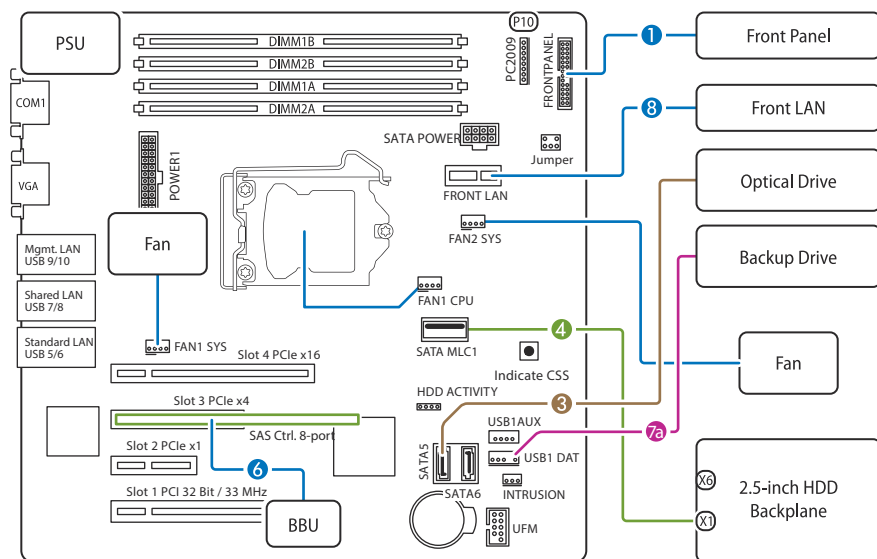 PSU
DIMM1B
DIMM2B
DIMM1A
DIMM2A
P10
PC2009
FRONTPANEL
1
Front Panel
COM1
8
Front LAN
SATA POWER
Jumper
POWER1
VGA
FRONT LAN
Optical Drive
Fan
FAN2 SYS
Mgmt. LAN
USB 9/10
Backup Drive
Shared LAN
USB 7/8
FAN1 CPU
Standard LAN
USB 5/6
FAN1 SYS
4
SATA MLC1
Slot 4 PCIe x16
Indicate CSS
Fan
HDD ACTIVITY
3
Slot 3 PCIe x4
SAS Ctrl. 8-port
USB1AUX
7a
SATA5
Slot 2 PCIe x1
USB1 DAT
6
SATA6
INTRUSION
X6
2.5-inch HDD
Backplane
Slot 1 PCI 32 Bit / 33 MHz
BBU
UFM
X1